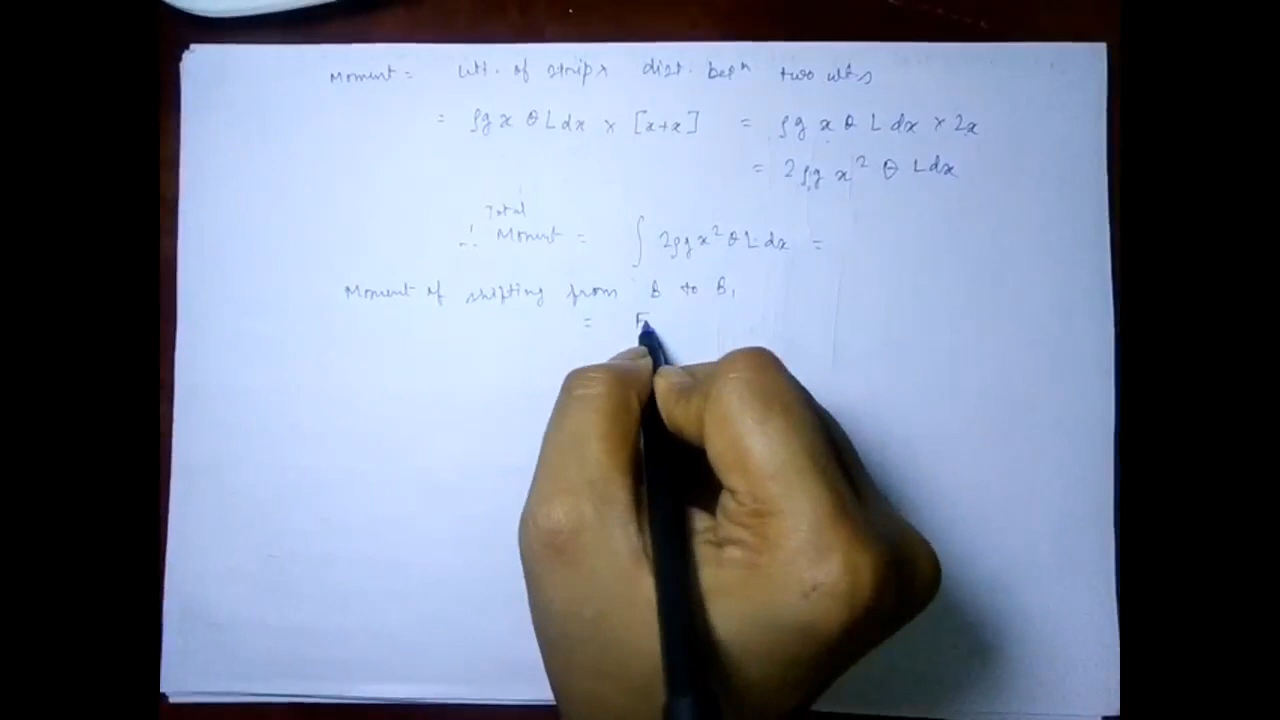 Moment = Wt. of strip x dist. betn two wts
= ρg x θ L dx × [x+x] = ρg x θ L dx × 2x
= 2ρg x² θ L dx
Total
∴ Moment = ∫ 2ρg x² θ L dx =
Moment of shifting from B to B₁
= F